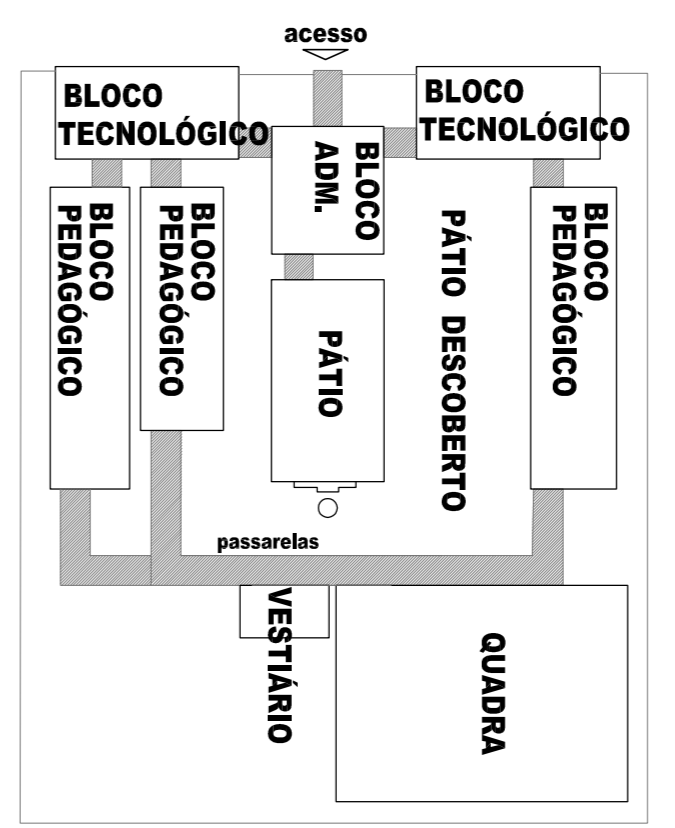 acesso
BLOCO
TECNOLÓGICO
BLOCO
TECNOLÓGICO
BLOCO
ADM.
BLOCO
PEDAGÓGICO
BLOCO
PEDAGÓGICO
PÁTIO
PÁTIO DESCOBERTO
BLOCO
PEDAGÓGICO
passarelas
VESTIÁRIO
QUADRA